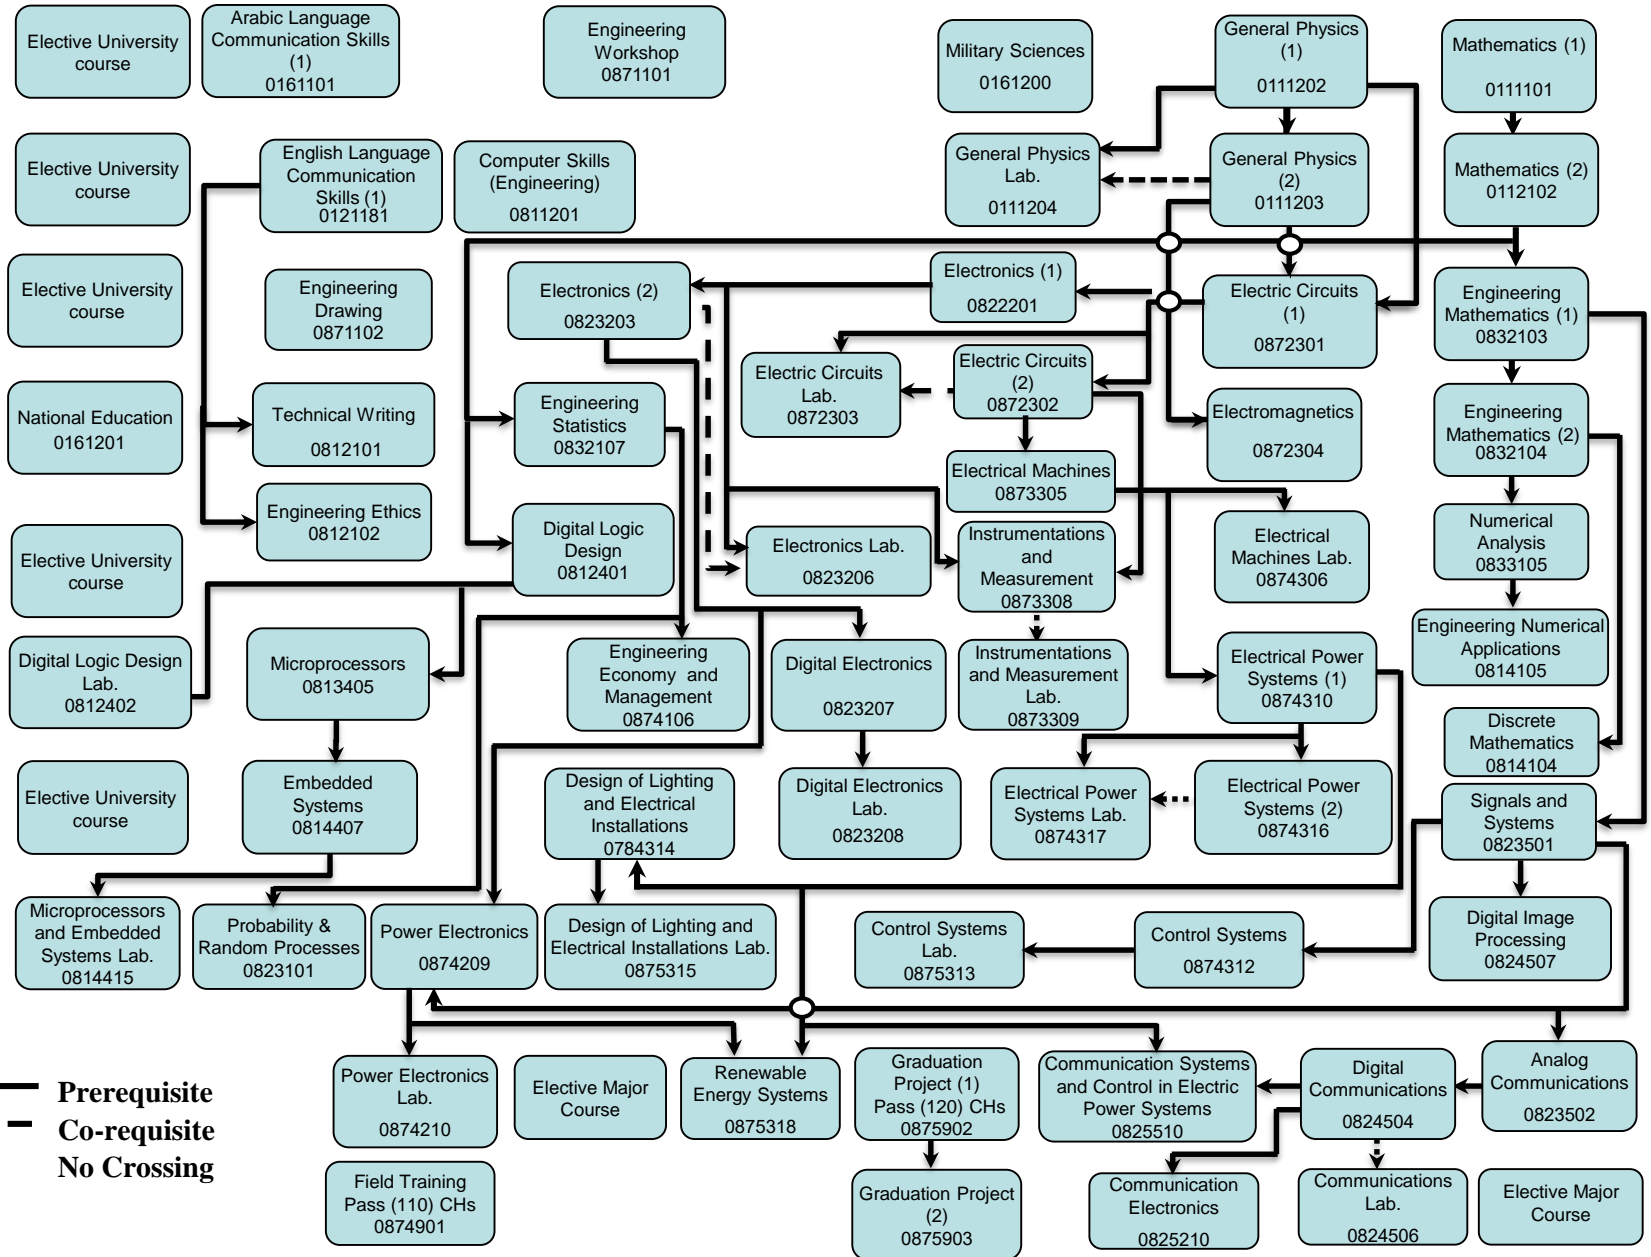 Elective University
course
Arabic Language
Communication Skills
(1)
0161101
Engineering
Workshop
0871101
Military Sciences
0161200
General Physics
(1)
0111202
Mathematics (1)
0111101
Elective University
course
English Language
Communication
Skills (1)
0121181
Computer Skills
(Engineering)
0811201
General Physics
Lab.
0111204
General Physics
(2)
0111203
Mathematics (2)
0112102
Elective University
course
Engineering
Drawing
0871102
Electronics (2)
0823203
Electronics (1)
0822201
Electric Circuits
(1)
0872301
Engineering
Mathematics (1)
0832103
National Education
0161201
Technical Writing
0812101
Engineering
Statistics
0832107
Electric Circuits
Lab.
0872303
Electric Circuits
(2)
0872302
Electromagnetics
0872304
Engineering
Mathematics (2)
0832104
Engineering Ethics
0812102
Electrical Machines
0873305
Elective University
course
Digital Logic
Design
0812401
Electronics Lab.
0823206
Instrumentations
and
Measurement
0873308
Electrical
Machines Lab.
0874306
Numerical
Analysis
0833105
Digital Logic Design
Lab.
0812402
Microprocessors
0813405
Engineering
Economy and
Management
0874106
Digital Electronics
0823207
Instrumentations
and Measurement
Lab.
0873309
Electrical Power
Systems (1)
0874310
Engineering Numerical
Applications
0814105
Discrete
Mathematics
0814104
Elective University
course
Embedded
Systems
0814407
Design of Lighting
and Electrical
Installations
0784314
Digital Electronics
Lab.
0823208
Electrical Power
Systems Lab.
0874317
Electrical Power
Systems (2)
0874316
Signals and
Systems
0823501
Microprocessors
and Embedded
Systems Lab.
0814415
Probability &
Random Processes
0823101
Power Electronics
0874209
Design of Lighting and
Electrical Installations Lab.
0875315
Control Systems
Lab.
0875313
Control Systems
0874312
Digital Image
Processing
0824507
Power Electronics
Lab.
0874210
Elective Major
Course
Renewable
Energy Systems
0875318
Graduation
Project (1)
Pass (120) CHs
0875902
Communication Systems
and Control in Electric
Power Systems
0825510
Digital
Communications
0824504
Analog
Communications
0823502
Prerequisite
Co-requisite
No Crossing
Field Training
Pass (110) CHs
0874901
Graduation Project
(2)
0875903
Communication
Electronics
0825210
Communications
Lab.
0824506
Elective Major
Course